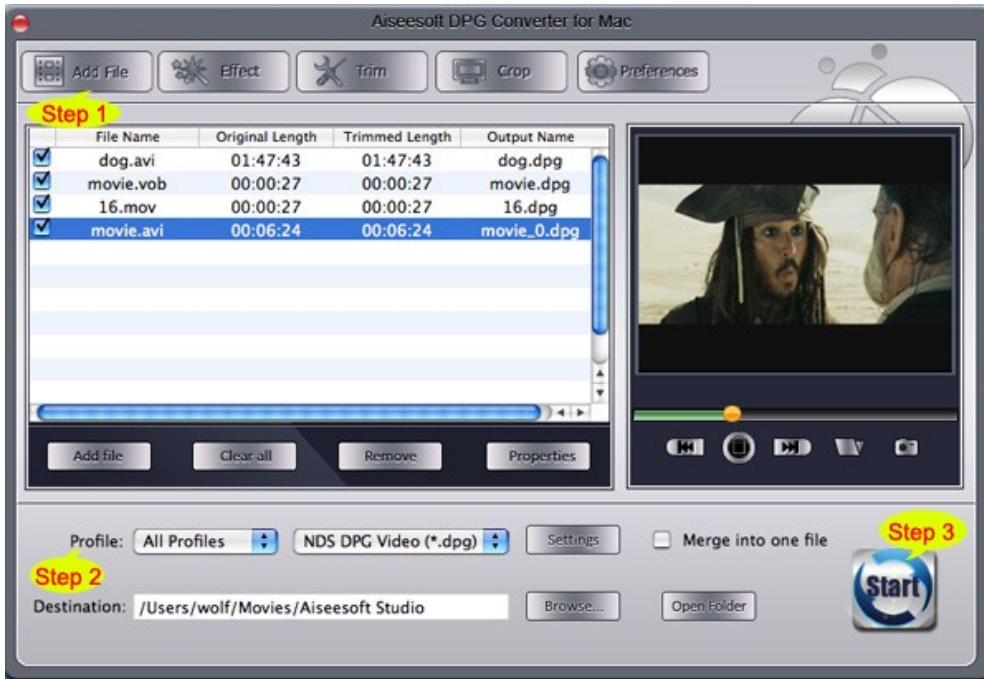 Aiseesoft DPG Converter for Mac
Add File Effect Trim Crop Preferences
Step 1
File Name Original Length Trimmed Length Output Name
dog.avi 01:47:43 01:47:43 dog.dpg
movie.vob 00:00:27 00:00:27 movie.dpg
16.mov 00:00:27 00:00:27 16.dpg
movie.avi 00:06:24 00:06:24 movie_0.dpg
Add file Clear all Remove Properties
Profile: All Profiles NDS DPG Video (*.dpg) Settings Merge into one file
Step 3
Step 2
Start
Destination: /Users/wolf/Movies/Aiseesoft Studio Browse... Open Folder